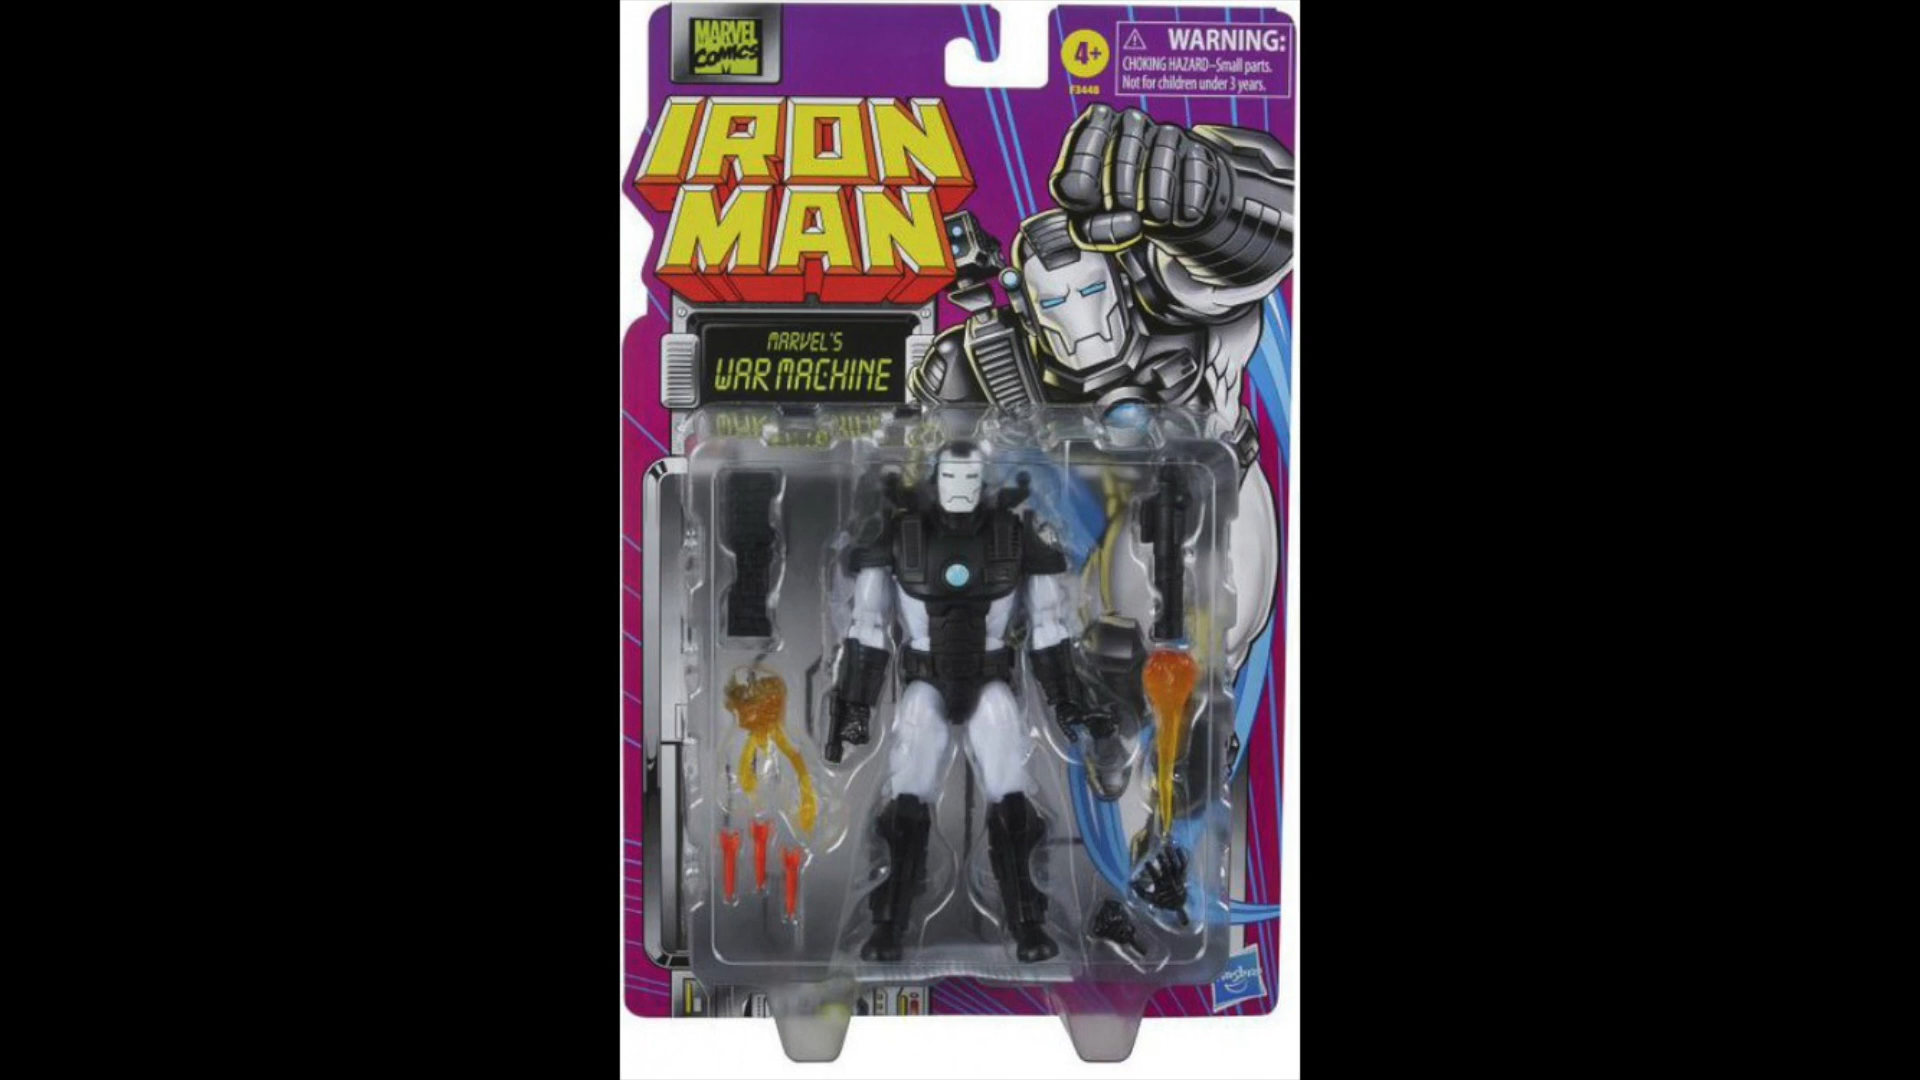 MARVEL
COMICS
4+
F3448
WARNING:
CHOKING HAZARD–Small parts.
Not for children under 3 years.
IRON
MAN
MARVEL'S
WAR MACHINE
Hasbro